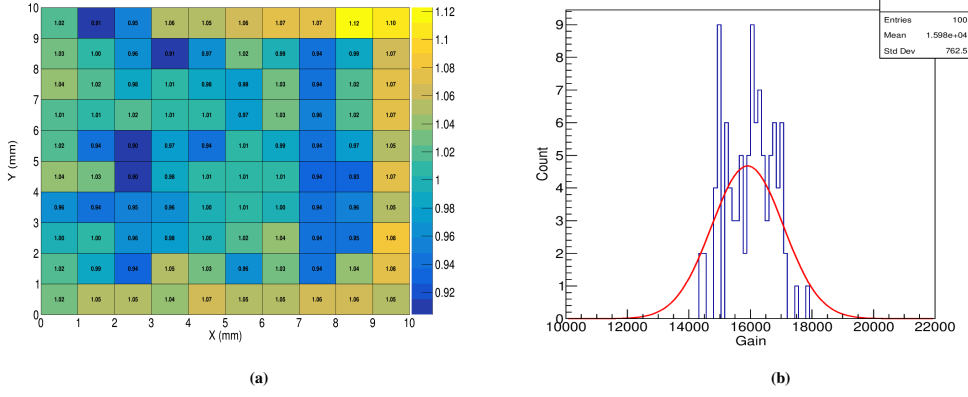 10 1.02 0.91 0.95 1.06 1.05 1.06 1.07 1.07 1.12 1.10 1.12
9 1.03 1.00 0.96 0.91 0.97 1.02 0.99 0.94 0.99 1.07 1.1
8 1.04 1.02 0.98 1.01 0.98 0.98 1.03 0.94 1.02 1.07 1.08
7 1.01 1.01 1.02 1.01 1.01 0.97 1.03 0.96 1.02 1.07 1.06
6 1.02 0.94 0.90 0.97 0.94 1.01 0.99 0.94 0.97 1.05 1.04
5 1.04 1.03 0.90 0.98 1.01 1.01 1.01 0.94 0.93 1.07 1.02
4 0.96 0.94 0.95 0.96 1.00 1.01 1.00 0.94 0.96 1.05 1
3 1.00 1.00 0.96 0.98 1.00 1.02 1.04 0.94 0.95 1.08 0.98
2 1.02 0.99 0.94 1.05 1.03 0.96 1.03 0.94 1.04 1.08 0.96
1 1.02 1.05 1.05 1.04 1.07 1.05 1.05 1.06 1.06 1.05 0.94
0 0.92
0 1 2 3 4 5 6 7 8 9 10
X (mm)
Y (mm)
(a)
Entries 100
Mean 1.598e+04
Std Dev 762.5
9
8
7
6
5
4
3
2
1
0
Count
10000 12000 14000 16000 18000 20000 22000
Gain
(b)